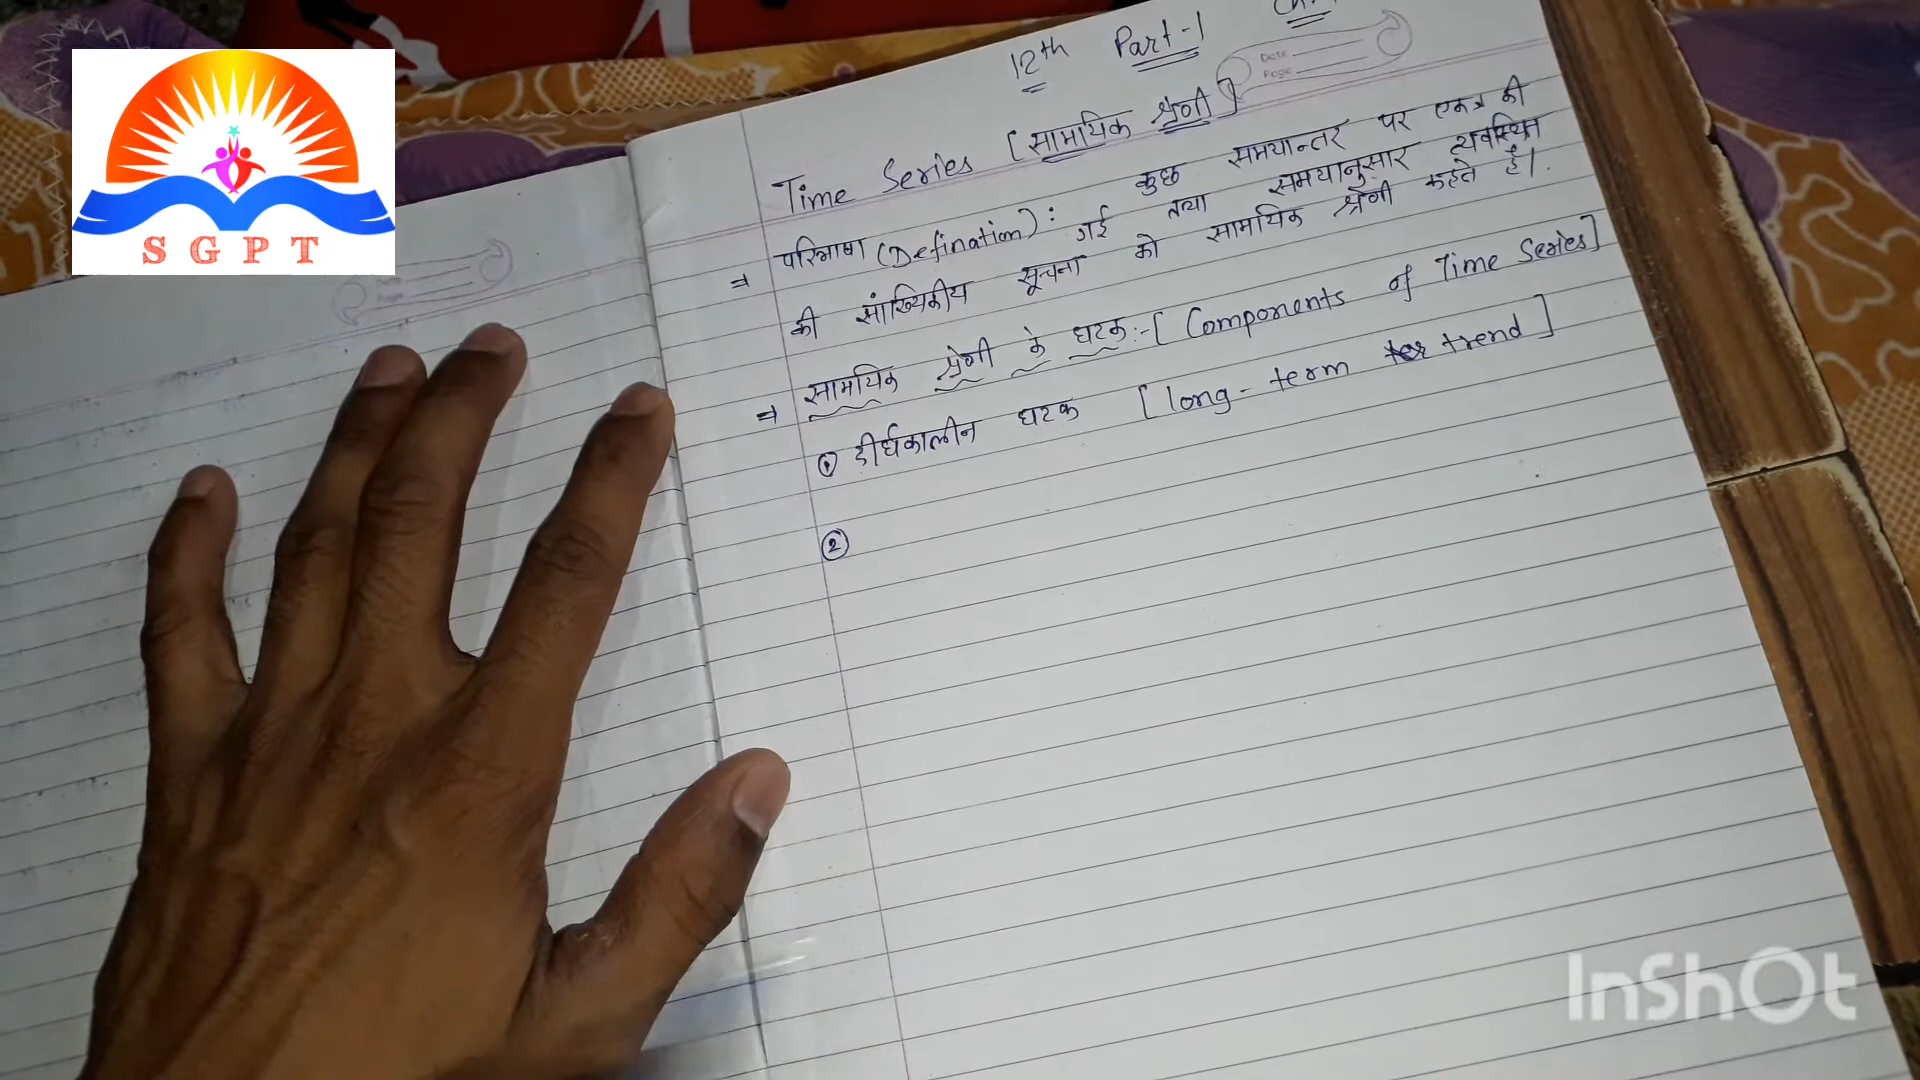 SGPT
12th Part-1
Date
Page
Time Series [सामयिक श्रेणी]
⇒ परिभाषा (Defination) : कुछ समयान्तर पर एकत्र की
गई तथा समयानुसार व्यवस्थित
की सांख्यिकीय सूचना को सामयिक श्रेणी कहते है।.
⇒ सामयिक श्रेणी के घटक:-[Components of Time Series]
① दीर्घकालीन घटक [long-term trend]
②
InShOt